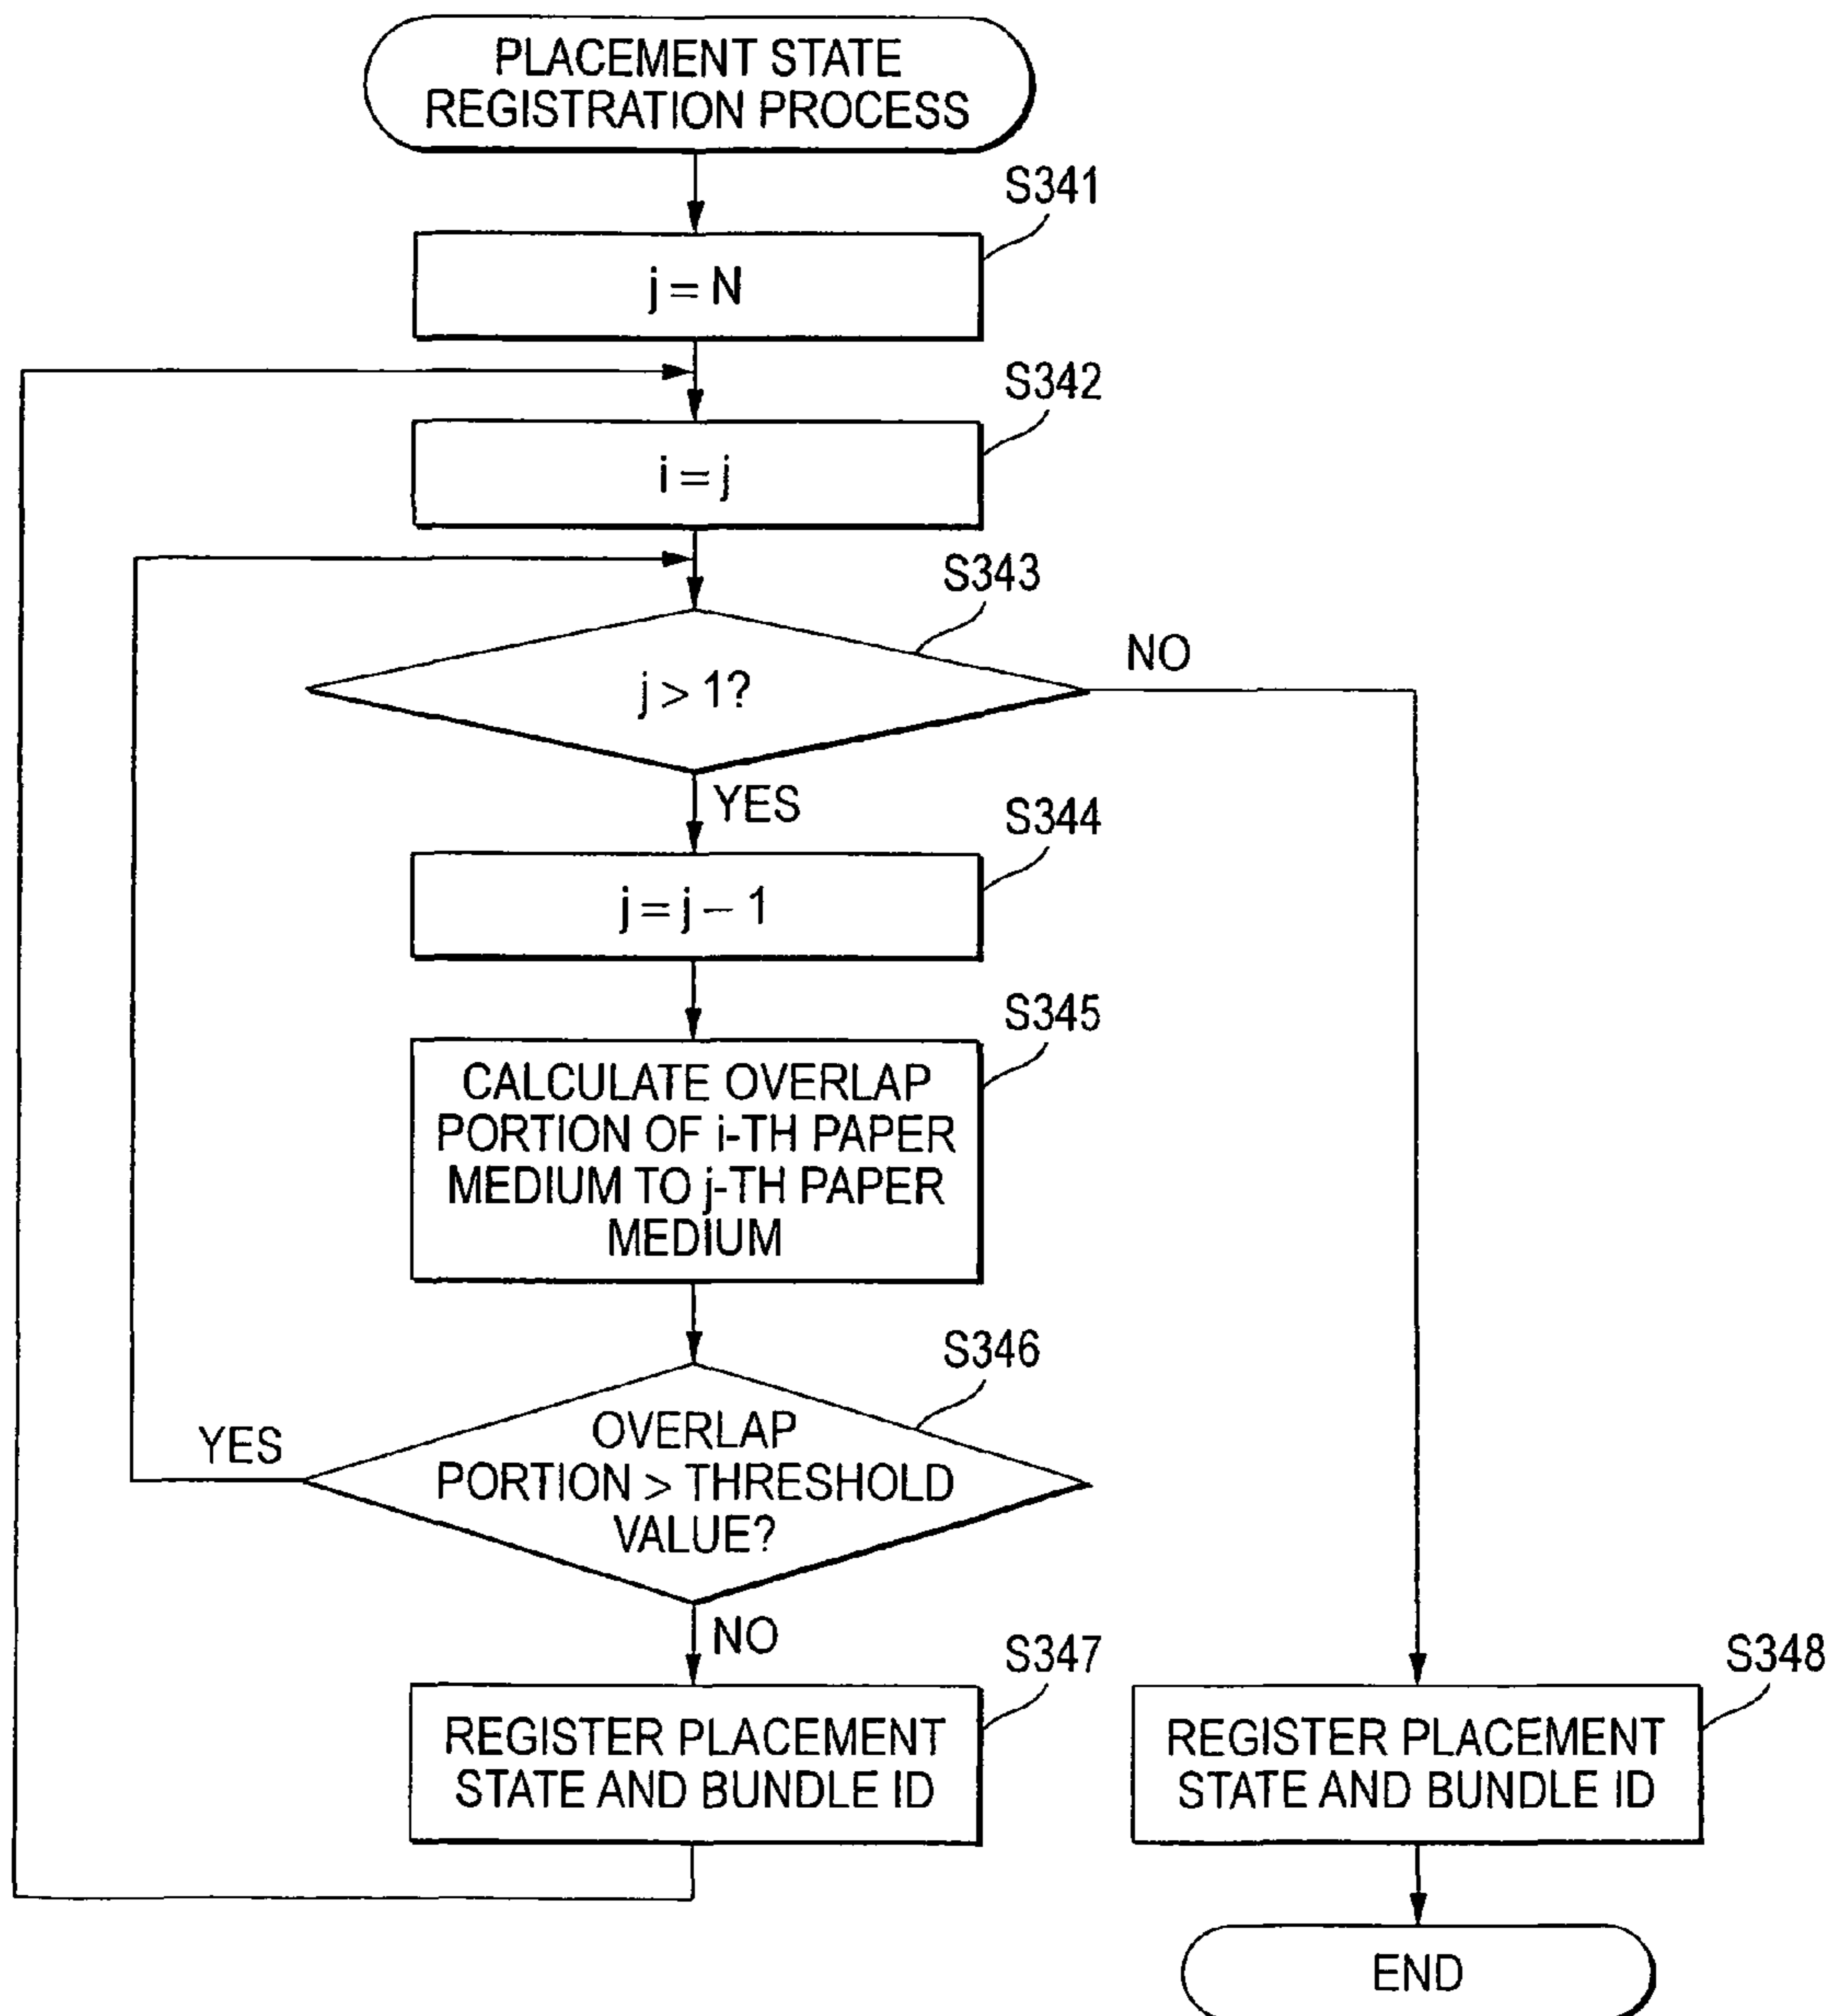 PLACEMENT STATE
REGISTRATION PROCESS
S341
j = N
S342
i = j
S343
j > 1?
NO
YES
S344
j = j – 1
S345
CALCULATE OVERLAP
PORTION OF i-TH PAPER
MEDIUM TO j-TH PAPER
MEDIUM
S346
OVERLAP
PORTION > THRESHOLD
VALUE?
YES
NO
S347
REGISTER PLACEMENT
STATE AND BUNDLE ID
S348
REGISTER PLACEMENT
STATE AND BUNDLE ID
END